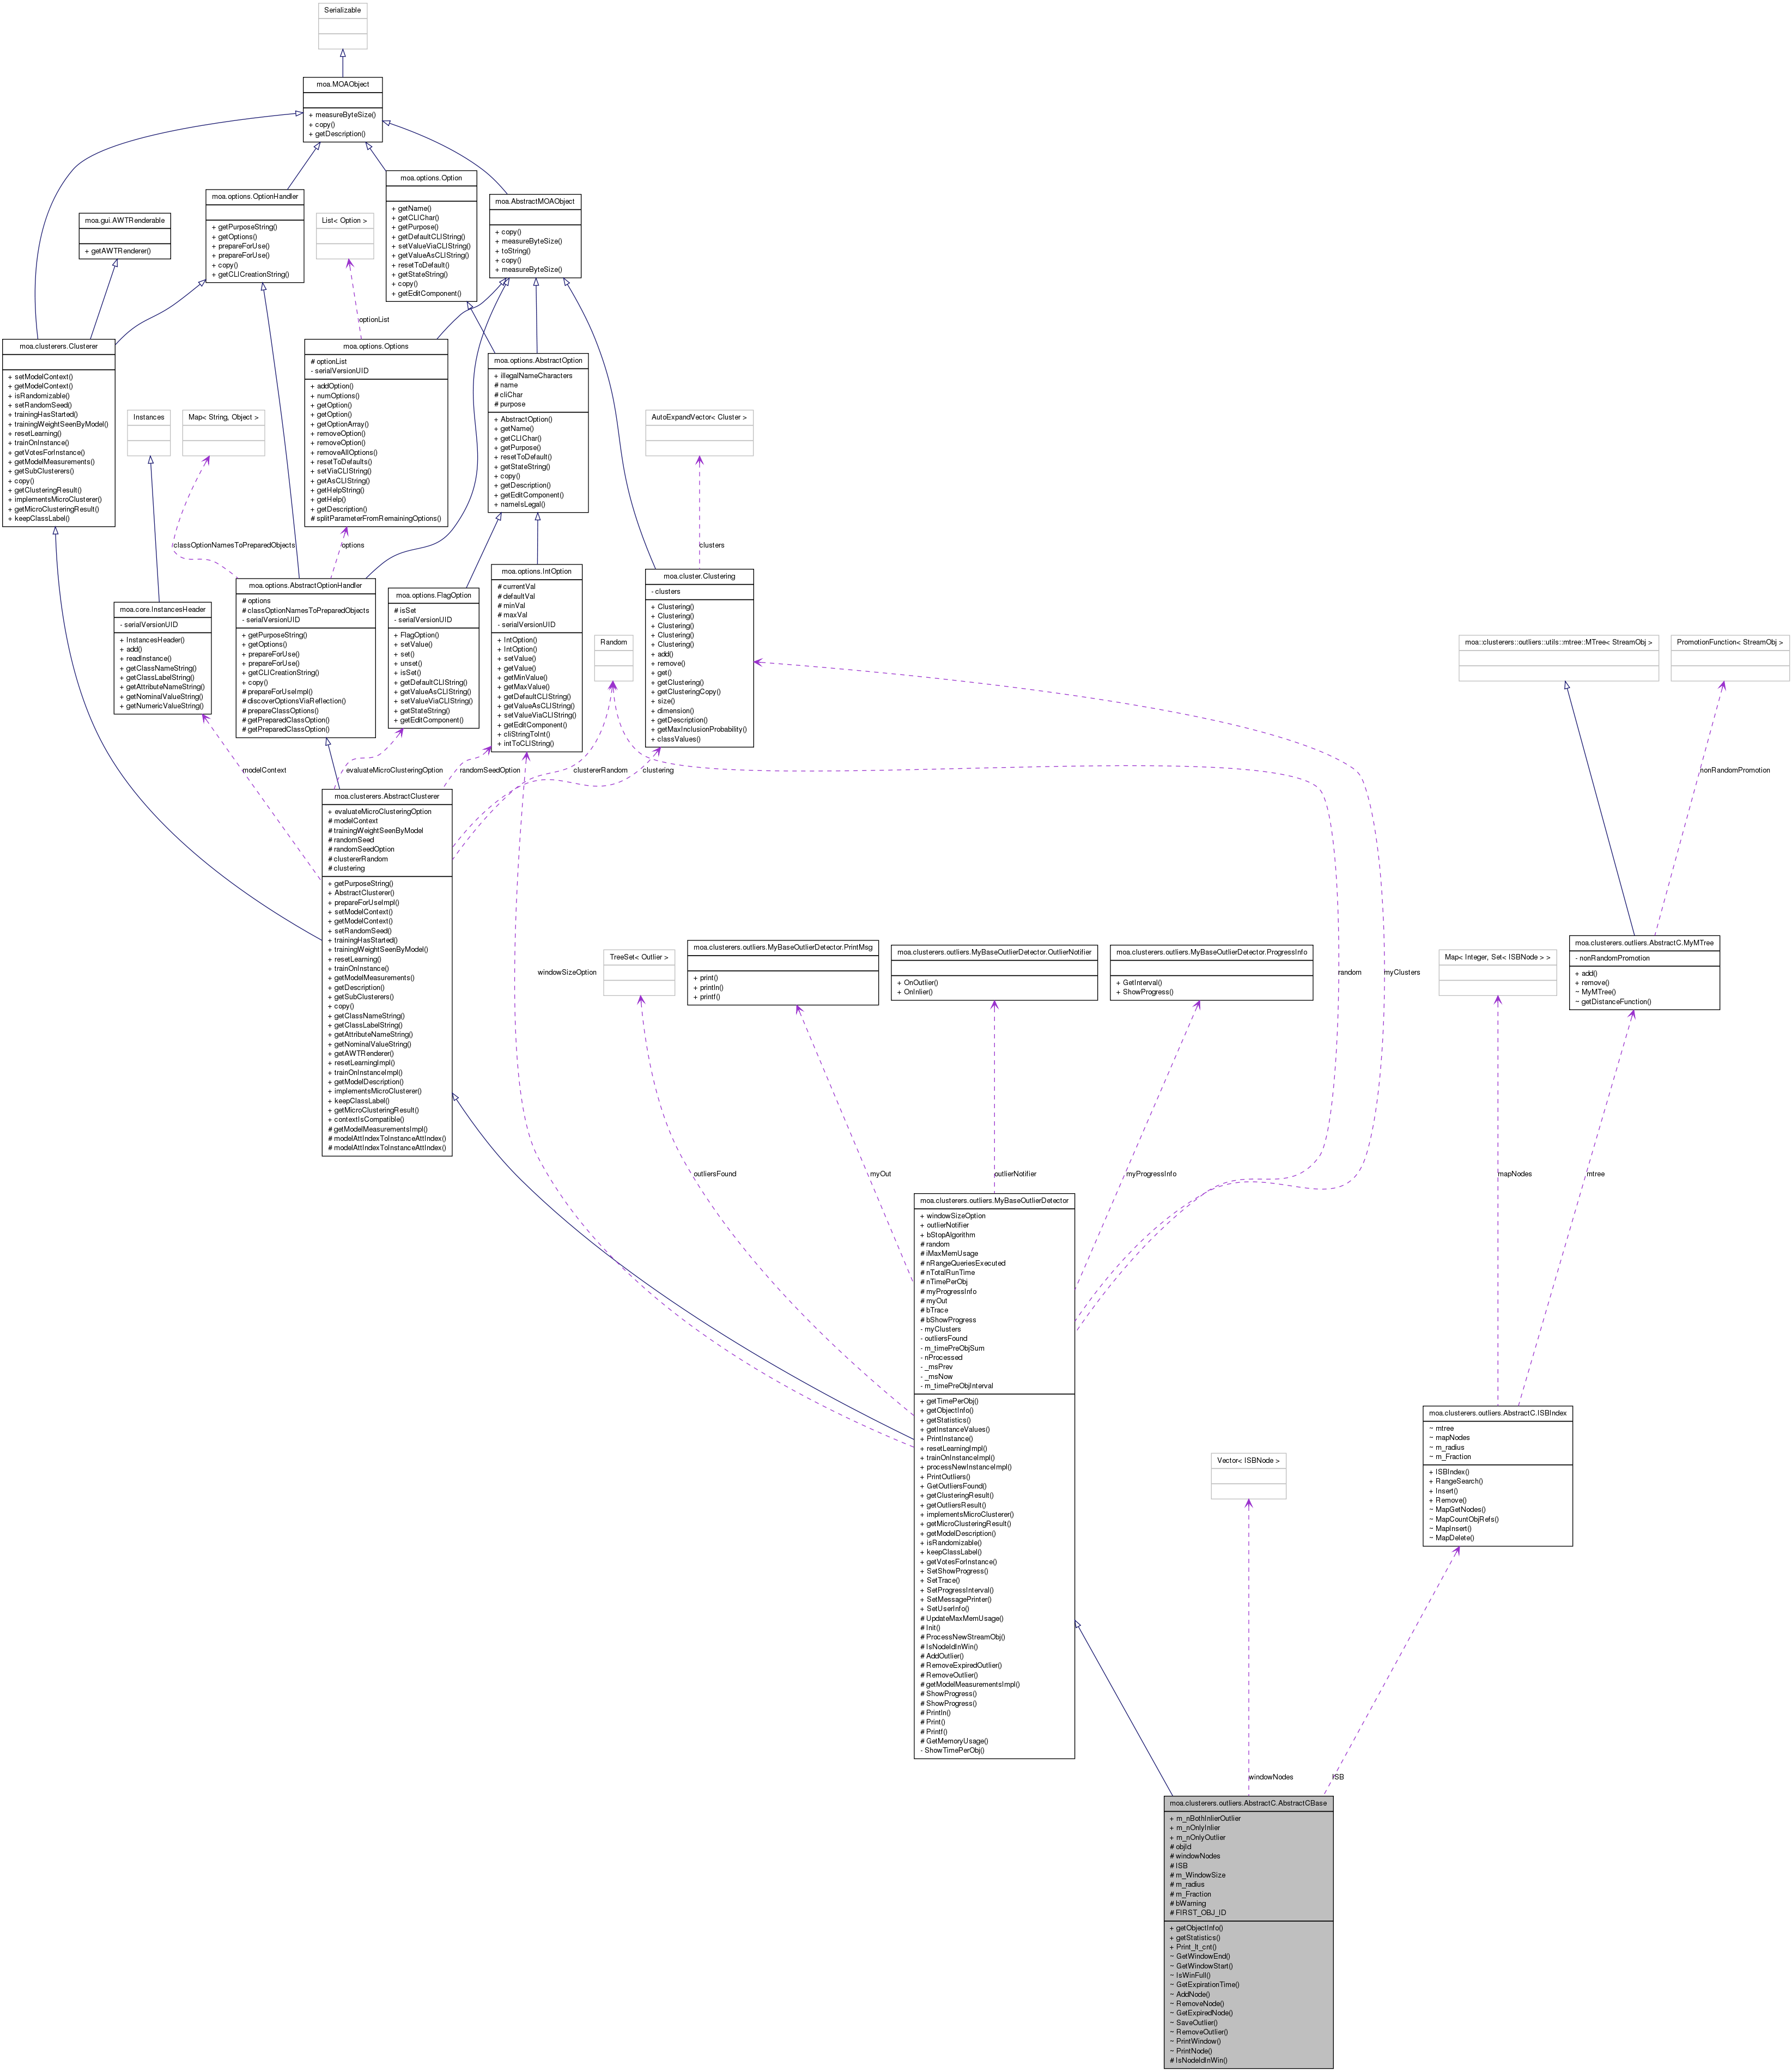 Serializable
moa.MOAObject
+ measureByteSize()
+ copy()
+ getDescription()
moa.options.Option
+ getName()
+ getCLIChar()
+ getPurpose()
+ getDefaultCLIString()
+ setValueViaCLIString()
+ getValueAsCLIString()
+ resetToDefault()
+ getStateString()
+ copy()
+ getEditComponent()
moa.options.OptionHandler
+ getPurposeString()
+ getOptions()
+ prepareForUse()
+ prepareForUse()
+ copy()
+ getCLICreationString()
moa.AbstractMOAObject
+ copy()
+ measureByteSize()
+ toString()
+ copy()
+ measureByteSize()
moa.gui.AWTRenderable
+ getAWTRenderer()
List< Option >
optionList
moa.clusterers.Clusterer
+ setModelContext()
+ getModelContext()
+ isRandomizable()
+ setRandomSeed()
+ trainingHasStarted()
+ trainingWeightSeenByModel()
+ resetLearning()
+ trainOnInstance()
+ getVotesForInstance()
+ getModelMeasurements()
+ getSubClusterers()
+ copy()
+ getClusteringResult()
+ implementsMicroClusterer()
+ getMicroClusteringResult()
+ keepClassLabel()
moa.options.Options
# optionList
- serialVersionUID
+ addOption()
+ numOptions()
+ getOption()
+ getOption()
+ getOptionArray()
+ removeOption()
+ removeOption()
+ removeAllOptions()
+ resetToDefaults()
+ setViaCLIString()
+ getAsCLIString()
+ getHelpString()
+ getHelp()
+ getDescription()
# splitParameterFromRemainingOptions()
moa.options.AbstractOption
+ illegalNameCharacters
# name
# cliChar
# purpose
+ AbstractOption()
+ getName()
+ getCLIChar()
+ getPurpose()
+ resetToDefault()
+ getStateString()
+ copy()
+ getDescription()
+ getEditComponent()
+ nameIsLegal()
Instances
Map< String, Object >
AutoExpandVector< Cluster >
classOptionNamesToPreparedObjects
options
clusters
moa.core.InstancesHeader
- serialVersionUID
+ InstancesHeader()
+ add()
+ readInstance()
+ getClassNameString()
+ getClassLabelString()
+ getAttributeNameString()
+ getNominalValueString()
+ getNumericValueString()
moa.options.AbstractOptionHandler
# options
# classOptionNamesToPreparedObjects
- serialVersionUID
+ getPurposeString()
+ getOptions()
+ prepareForUse()
+ prepareForUse()
+ getCLICreationString()
+ copy()
# prepareForUseImpl()
# discoverOptionsViaReflection()
# prepareClassOptions()
# getPreparedClassOption()
# getPreparedClassOption()
moa.options.FlagOption
# isSet
- serialVersionUID
+ FlagOption()
+ setValue()
+ set()
+ unset()
+ isSet()
+ getDefaultCLIString()
+ getValueAsCLIString()
+ setValueViaCLIString()
+ getStateString()
+ getEditComponent()
moa.options.IntOption
# currentVal
# defaultVal
# minVal
# maxVal
- serialVersionUID
+ IntOption()
+ IntOption()
+ setValue()
+ getValue()
+ getMinValue()
+ getMaxValue()
+ getDefaultCLIString()
+ getValueAsCLIString()
+ setValueViaCLIString()
+ getEditComponent()
+ cliStringToInt()
+ intToCLIString()
Random
moa.cluster.Clustering
- clusters
+ Clustering()
+ Clustering()
+ Clustering()
+ Clustering()
+ Clustering()
+ add()
+ remove()
+ get()
+ getClustering()
+ getClusteringCopy()
+ size()
+ dimension()
+ getDescription()
+ getMaxInclusionProbability()
+ classValues()
moa::clusterers::outliers::utils::mtree::MTree< StreamObj >
PromotionFunction< StreamObj >
modelContext
evaluateMicroClusteringOption
randomSeedOption
clustererRandom
clustering
nonRandomPromotion
moa.clusterers.AbstractClusterer
+ evaluateMicroClusteringOption
# modelContext
# trainingWeightSeenByModel
# randomSeed
# randomSeedOption
# clustererRandom
# clustering
+ getPurposeString()
+ AbstractClusterer()
+ prepareForUseImpl()
+ setModelContext()
+ getModelContext()
+ setRandomSeed()
+ trainingHasStarted()
+ trainingWeightSeenByModel()
+ resetLearning()
+ trainOnInstance()
+ getModelMeasurements()
+ getDescription()
+ getSubClusterers()
+ copy()
+ getClassNameString()
+ getClassLabelString()
+ getAttributeNameString()
+ getNominalValueString()
+ getAWTRenderer()
+ resetLearningImpl()
+ trainOnInstanceImpl()
+ getModelDescription()
+ implementsMicroClusterer()
+ keepClassLabel()
+ getMicroClusteringResult()
+ contextIsCompatible()
# getModelMeasurementsImpl()
# modelAttIndexToInstanceAttIndex()
# modelAttIndexToInstanceAttIndex()
windowSizeOption
TreeSet< Outlier >
moa.clusterers.outliers.MyBaseOutlierDetector.PrintMsg
+ print()
+ println()
+ printf()
moa.clusterers.outliers.MyBaseOutlierDetector.OutlierNotifier
+ OnOutlier()
+ OnInlier()
moa.clusterers.outliers.MyBaseOutlierDetector.ProgressInfo
+ GetInterval()
+ ShowProgress()
random
myClusters
Map< Integer, Set< ISBNode > >
moa.clusterers.outliers.AbstractC.MyMTree
- nonRandomPromotion
+ add()
+ remove()
~ MyMTree()
~ getDistanceFunction()
outliersFound
myOut
outlierNotifier
myProgressInfo
mapNodes
mtree
moa.clusterers.outliers.MyBaseOutlierDetector
+ windowSizeOption
+ outlierNotifier
+ bStopAlgorithm
# random
# iMaxMemUsage
# nRangeQueriesExecuted
# nTotalRunTime
# nTimePerObj
# myProgressInfo
# myOut
# bTrace
# bShowProgress
- myClusters
- outliersFound
- m_timePreObjSum
- nProcessed
- _msPrev
- _msNow
- m_timePreObjInterval
+ getTimePerObj()
+ getObjectInfo()
+ getStatistics()
+ getInstanceValues()
+ PrintInstance()
+ resetLearningImpl()
+ trainOnInstanceImpl()
+ processNewInstanceImpl()
+ PrintOutliers()
+ GetOutliersFound()
+ getClusteringResult()
+ getOutliersResult()
+ implementsMicroClusterer()
+ getMicroClusteringResult()
+ getModelDescription()
+ isRandomizable()
+ keepClassLabel()
+ getVotesForInstance()
+ SetShowProgress()
+ SetTrace()
+ SetProgressInterval()
+ SetMessagePrinter()
+ SetUserInfo()
# UpdateMaxMemUsage()
# Init()
# ProcessNewStreamObj()
# IsNodeIdInWin()
# AddOutlier()
# RemoveExpiredOutlier()
# RemoveOutlier()
# getModelMeasurementsImpl()
# ShowProgress()
# ShowProgress()
# Println()
# Print()
# Printf()
# GetMemoryUsage()
- ShowTimePerObj()
Vector< ISBNode >
moa.clusterers.outliers.AbstractC.ISBIndex
~ mtree
~ mapNodes
~ m_radius
~ m_Fraction
+ ISBIndex()
+ RangeSearch()
+ Insert()
+ Remove()
~ MapGetNodes()
~ MapCountObjRefs()
~ MapInsert()
~ MapDelete()
windowNodes
ISB
moa.clusterers.outliers.AbstractC.AbstractCBase
+ m_nBothInlierOutlier
+ m_nOnlyInlier
+ m_nOnlyOutlier
# objId
# windowNodes
# ISB
# m_WindowSize
# m_radius
# m_Fraction
# bWarning
# FIRST_OBJ_ID
+ getObjectInfo()
+ getStatistics()
+ Print_lt_cnt()
~ GetWindowEnd()
~ GetWindowStart()
~ IsWinFull()
~ GetExpirationTime()
~ AddNode()
~ RemoveNode()
~ GetExpiredNode()
~ SaveOutlier()
~ RemoveOutlier()
~ PrintWindow()
~ PrintNode()
# IsNodeIdInWin()